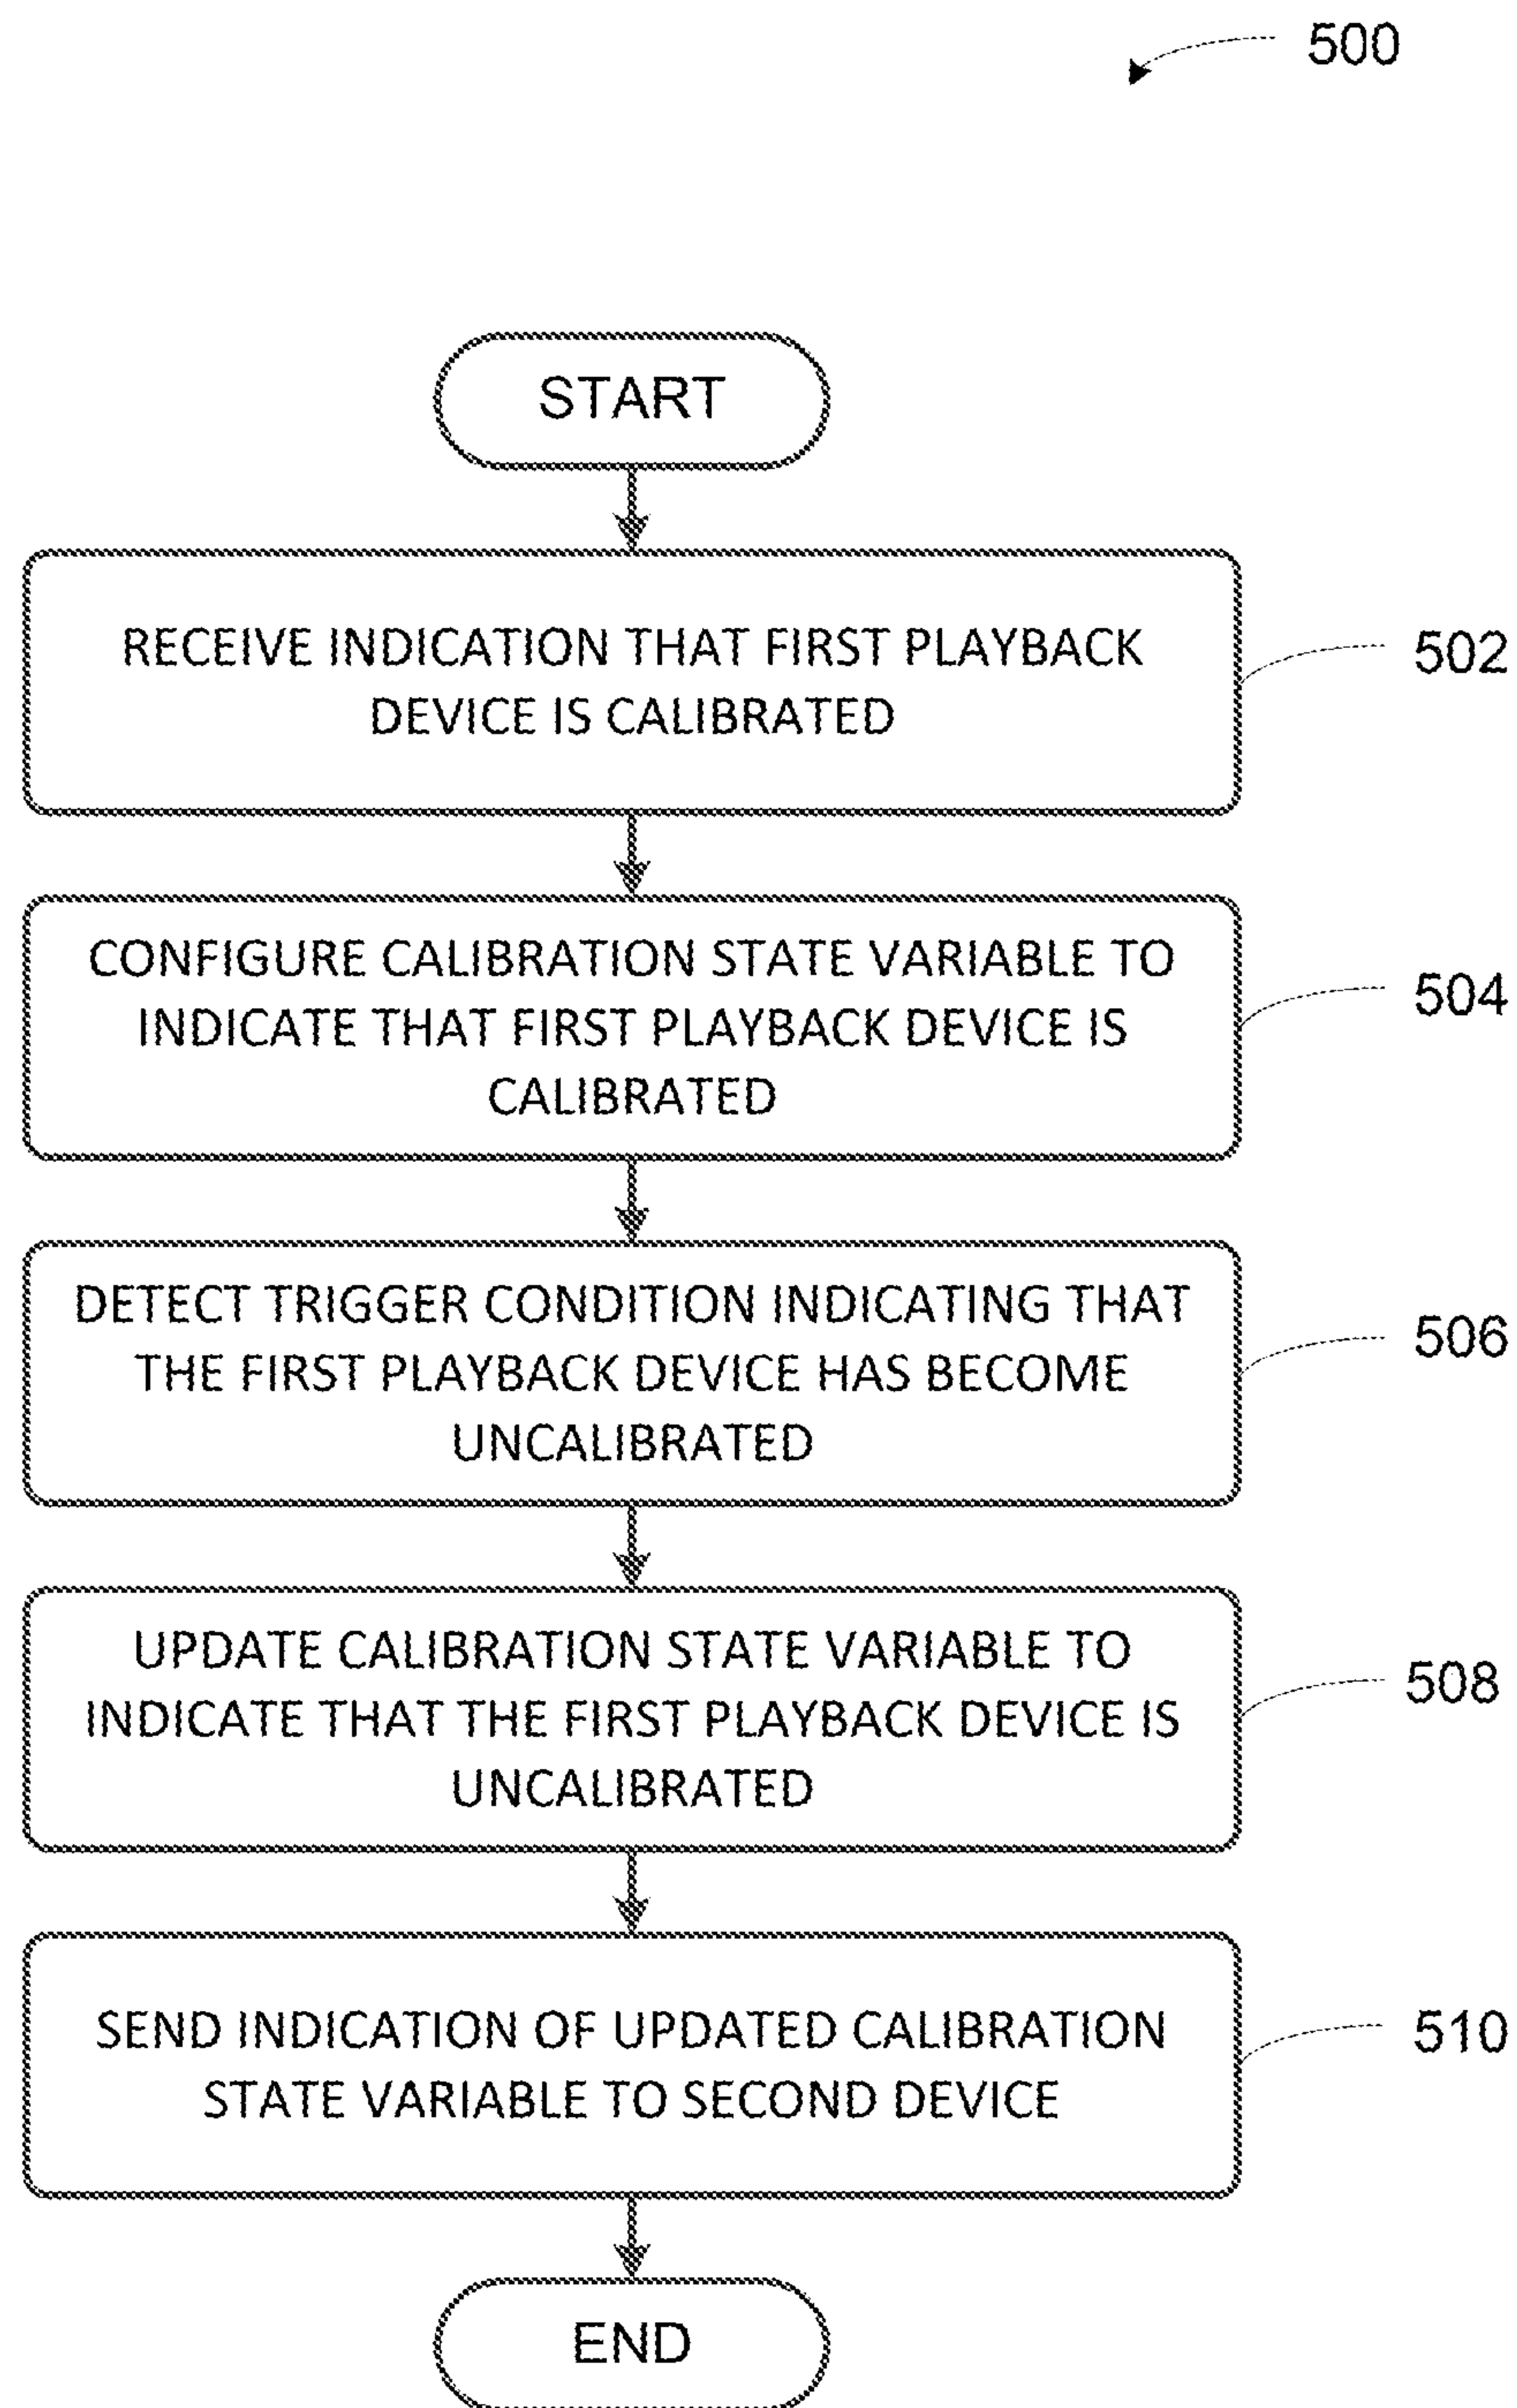 500
START
RECEIVE INDICATION THAT FIRST PLAYBACK
DEVICE IS CALIBRATED
502
CONFIGURE CALIBRATION STATE VARIABLE TO
INDICATE THAT FIRST PLAYBACK DEVICE IS
CALIBRATED
504
DETECT TRIGGER CONDITION INDICATING THAT
THE FIRST PLAYBACK DEVICE HAS BECOME
UNCALIBRATED
506
UPDATE CALIBRATION STATE VARIABLE TO
INDICATE THAT THE FIRST PLAYBACK DEVICE IS
UNCALIBRATED
508
SEND INDICATION OF UPDATED CALIBRATION
STATE VARIABLE TO SECOND DEVICE
510
END